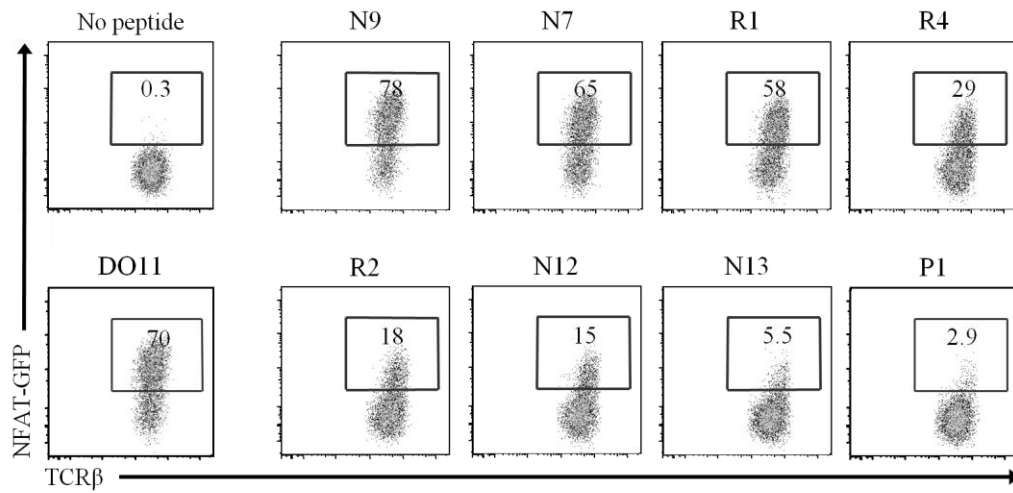 No peptide N9 N7 R1 R4
0.3 78 65 58 29
DO11 R2 N12 N13 P1
70 18 15 5.5 2.9
NFAT-GFP
TCRβ